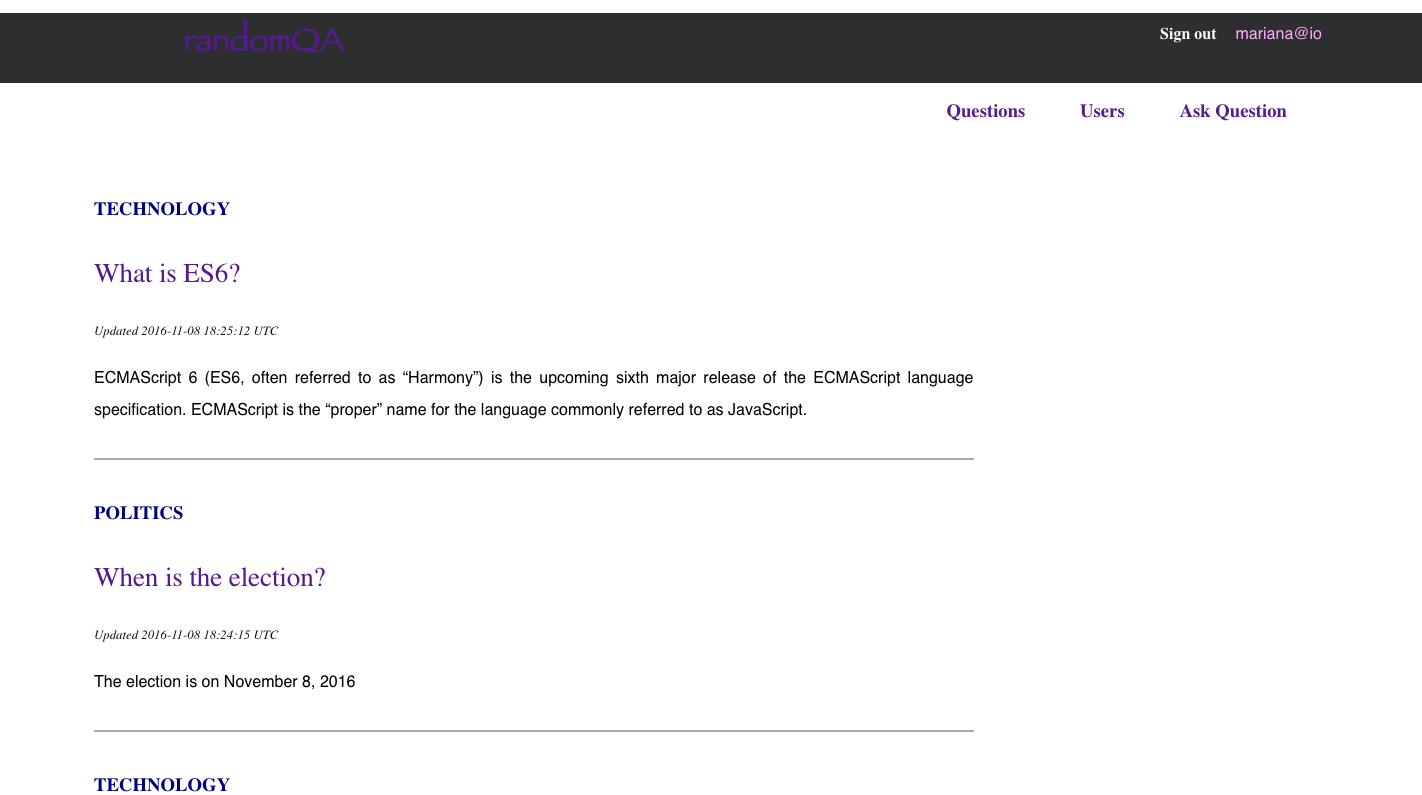 randomQA
Sign out mariana@io
Questions Users Ask Question
TECHNOLOGY
What is ES6?
Updated 2016-11-08 18:25:12 UTC
ECMAScript 6 (ES6, often referred to as “Harmony”) is the upcoming sixth major release of the ECMAScript language
specification. ECMAScript is the “proper” name for the language commonly referred to as JavaScript.
POLITICS
When is the election?
Updated 2016-11-08 18:24:15 UTC
The election is on November 8, 2016
TECHNOLOGY